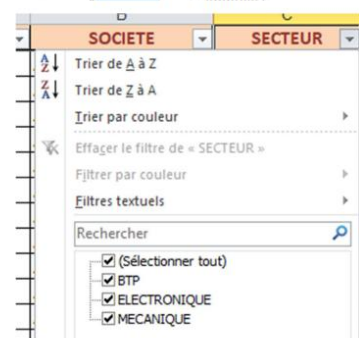 B C
SOCIETE SECTEUR
Trier de A à Z
Trier de Z à A
Trier par couleur
Effacer le filtre de « SECTEUR »
Filtrer par couleur
Filtres textuels
Rechercher
(Sélectionner tout)
BTP
ELECTRONIQUE
MECANIQUE